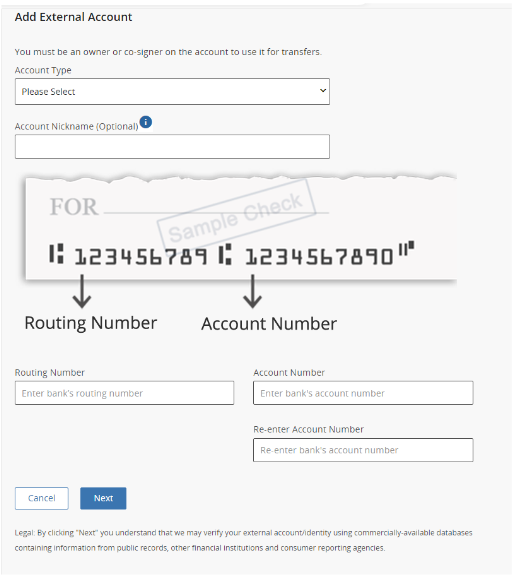 Add External Account
You must be an owner or co-signer on the account to use it for transfers.
Account Type
Please Select
Account Nickname (Optional) i
FOR
Sample Check
⑆123456789⑆ 1234567890⑈
Routing Number Account Number
Routing Number Account Number
Enter bank's routing number Enter bank's account number
Re-enter Account Number
Re-enter bank's account number
Cancel Next
Legal: By clicking "Next" you understand that we may verify your external account/identity using commercially-available databases
containing information from public records, other financial institutions and consumer reporting agencies.